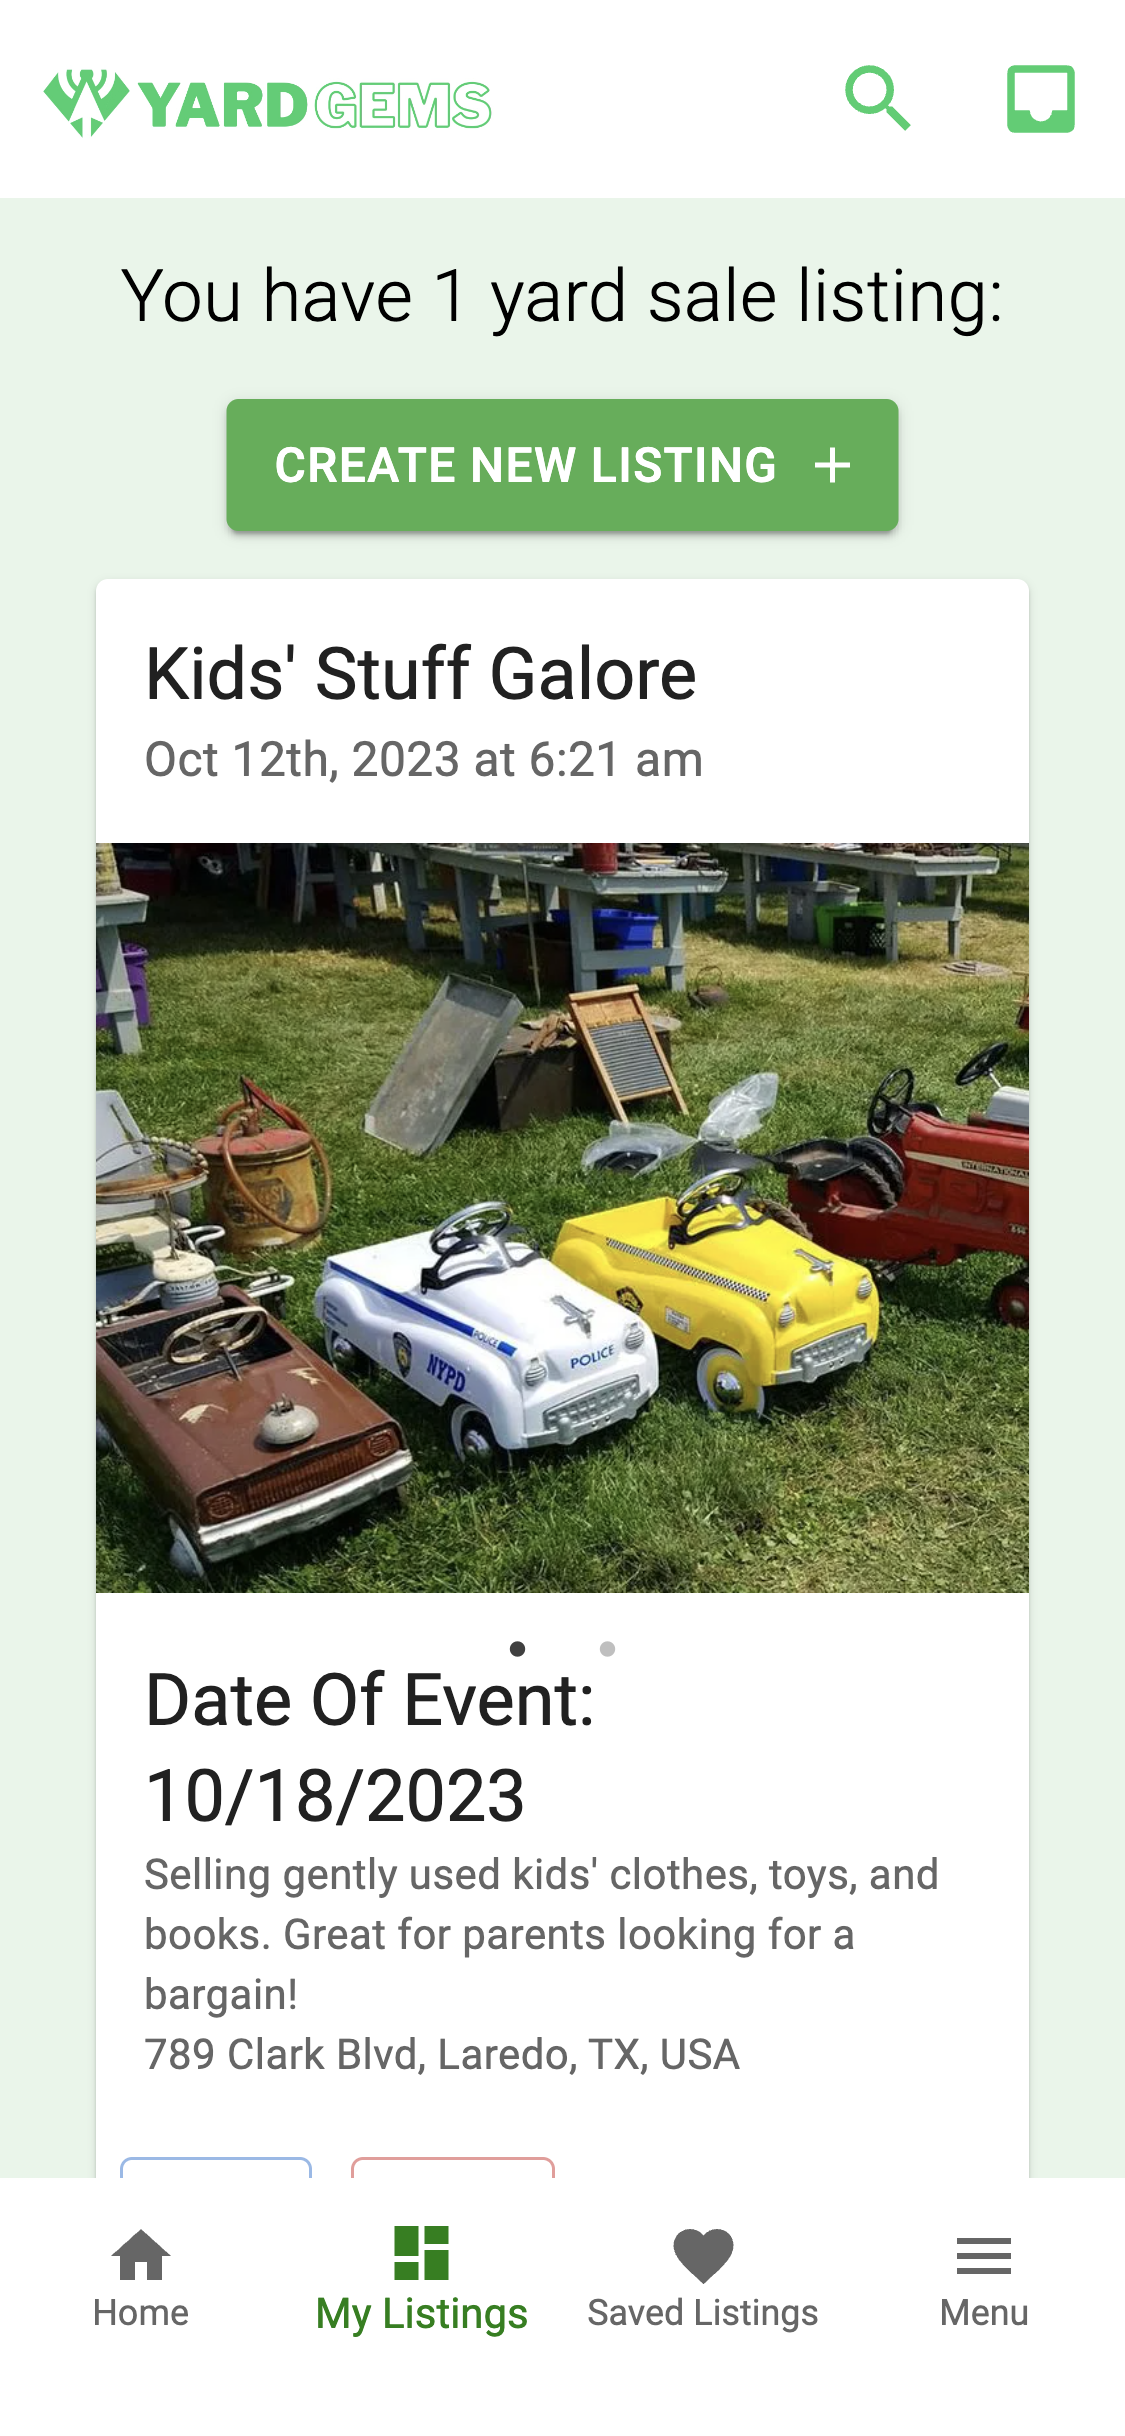 YARD GEMS
You have 1 yard sale listing:
CREATE NEW LISTING +
Kids' Stuff Galore
Oct 12th, 2023 at 6:21 am
INTERNATIONAL
POLICE
POLICE
NYPD
Date Of Event:
10/18/2023
Selling gently used kids' clothes, toys, and
books. Great for parents looking for a
bargain!
789 Clark Blvd, Laredo, TX, USA
Home
My Listings
Saved Listings
Menu